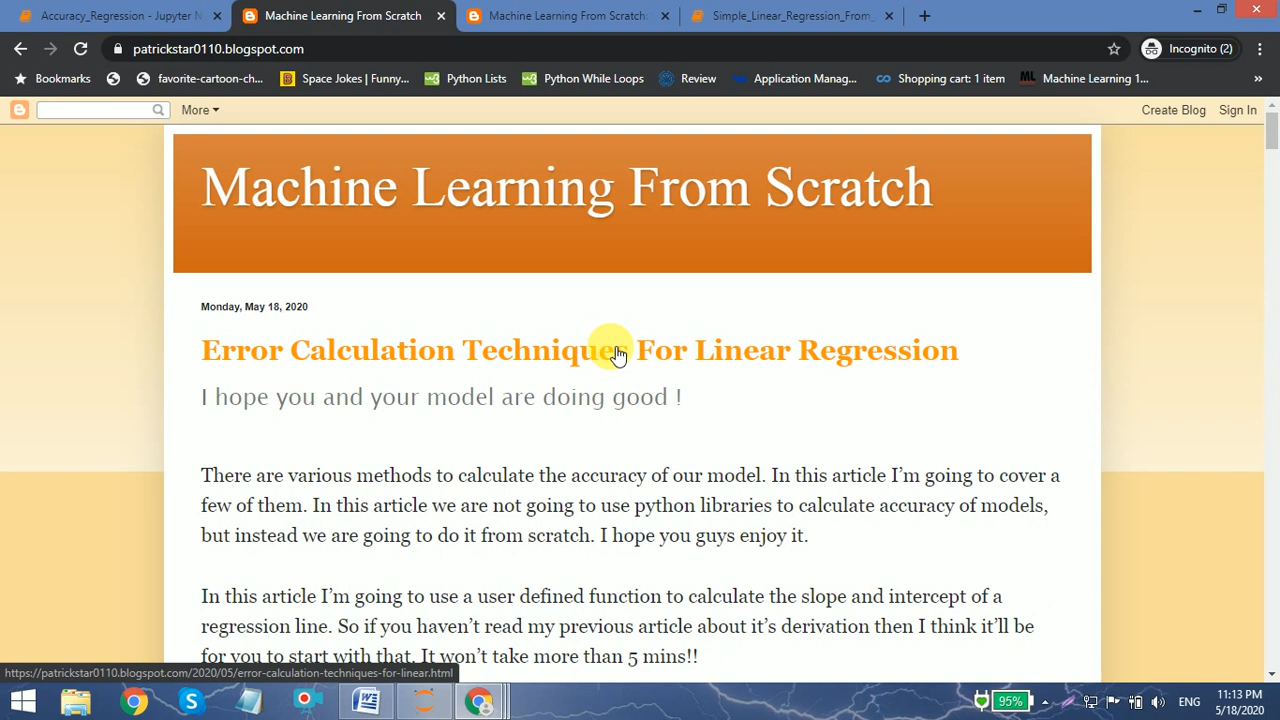 Accuracy_Regression - Jupyter N
Machine Learning From Scratch
Machine Learning From Scratch:
Simple_Linear_Regression_From_
patrickstar0110.blogspot.com
Incognito (2)
Bookmarks
favorite-cartoon-ch...
Space Jokes | Funny...
Python Lists
Python While Loops
Review
Application Manag...
Shopping cart: 1 item
ML
Machine Learning 1...
»
More
Create Blog
Sign In
Machine Learning From Scratch
Monday, May 18, 2020
Error Calculation Techniques For Linear Regression
I hope you and your model are doing good !
There are various methods to calculate the accuracy of our model. In this article I’m going to cover a
few of them. In this article we are not going to use python libraries to calculate accuracy of models,
but instead we are going to do it from scratch. I hope you guys enjoy it.
In this article I’m going to use a user defined function to calculate the slope and intercept of a
regression line. So if you haven’t read my previous article about it’s derivation then I think it’ll be
for you to start with that. It won’t take more than 5 mins!!
https://patrickstar0110.blogspot.com/2020/05/error-calculation-techniques-for-linear.html
95%
ENG
11:13 PM
5/18/2020